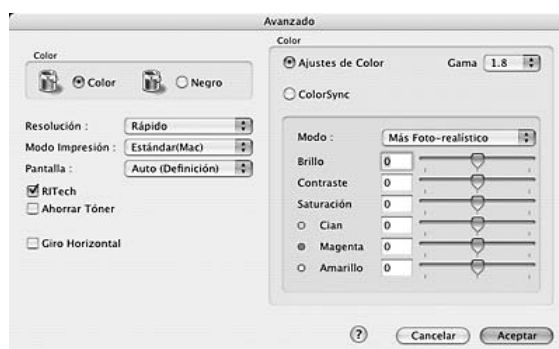 Avanzado
Color
Color
Negro
Resolución :
Rápido
Modo Impresión :
Estándar(Mac)
Pantalla :
Auto (Definición)
RITech
Ahorrar Tóner
Giro Horizontal
Color
Ajustes de Color
Gama
1.8
ColorSync
Modo :
Más Foto-realístico
Brillo
0
Contraste
0
Saturación
0
Cian
0
Magenta
0
Amarillo
0
?
Cancelar
Aceptar